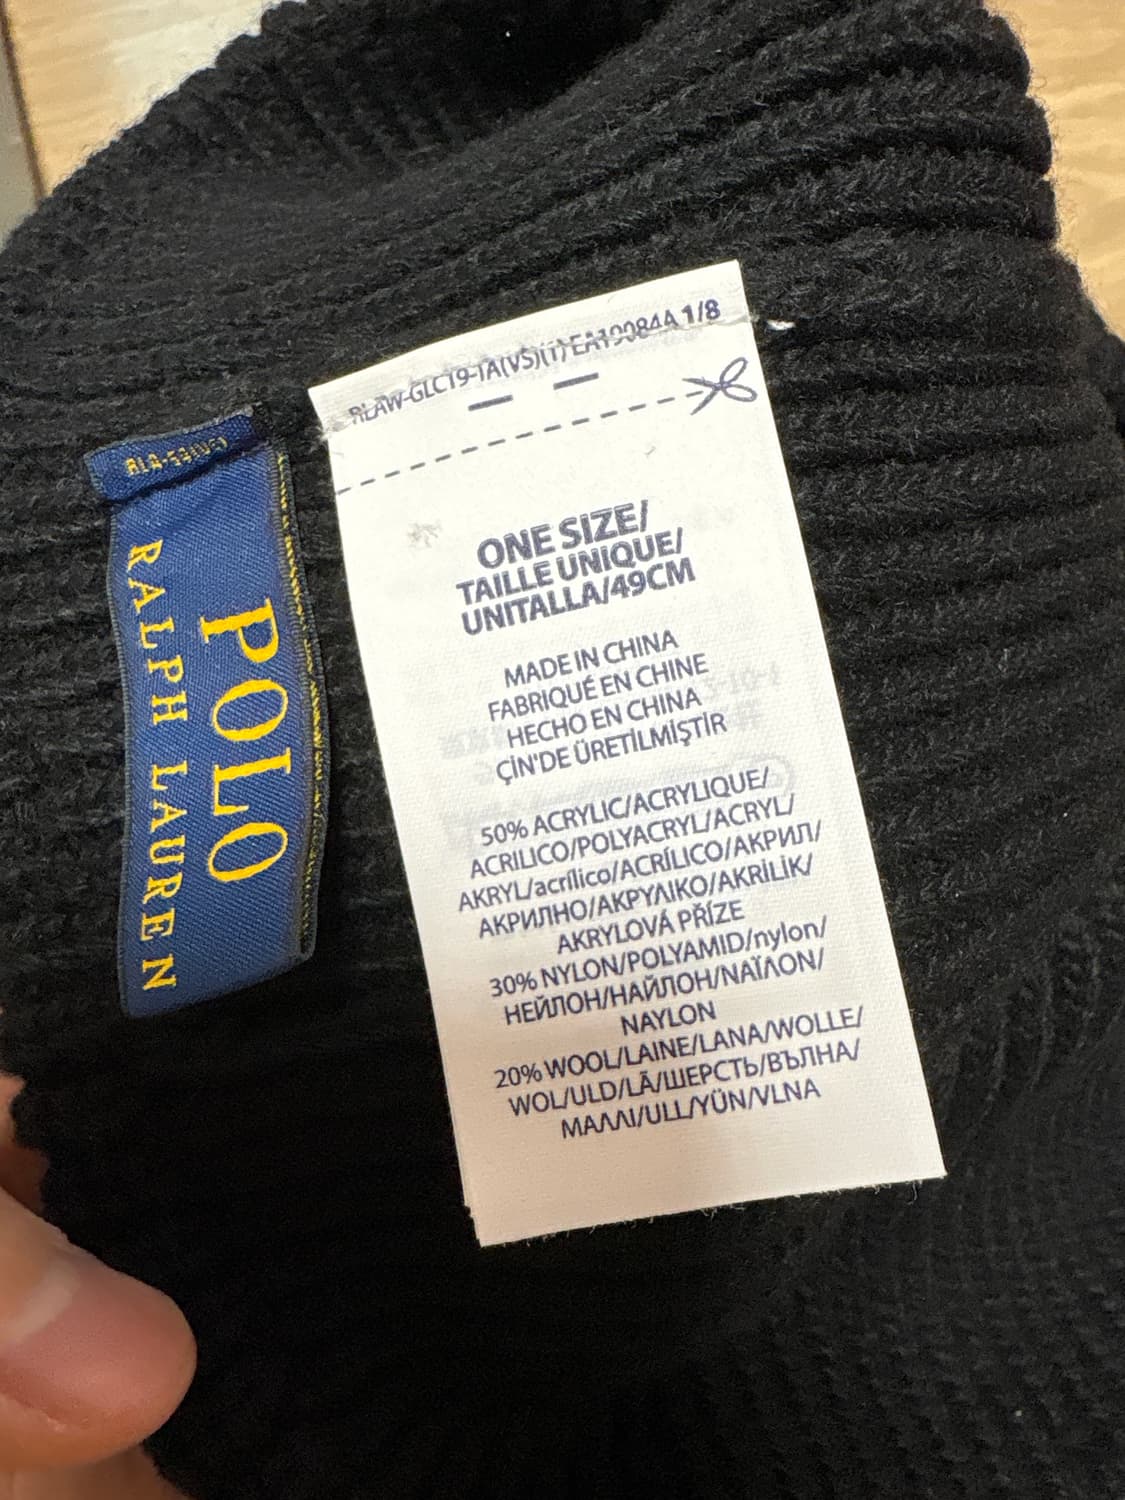 RLAW-GLC19-1A(VS)(1) EA19084A 1/8
ONE SIZE/
TAILLE UNIQUE/
UNITALLA/49CM
MADE IN CHINA
FABRIQUÉ EN CHINE
HECHO EN CHINA
ÇİN'DE ÜRETİLMİŞTİR
50% ACRYLIC/ACRYLIQUE/
ACRILICO/POLYACRYL/ACRYL/
AKRYL/acrílico/ACRÍLICO/АКРИЛ/
АКРИЛНО/ΑΚΡΥΛΙΚΟ/AKRİLİK/
AKRYLOVÁ PŘÍZE
30% NYLON/POLYAMID/nylon/
НЕЙЛОН/НАЙЛОН/ΝΑΪΛΟΝ/
NAYLON
20% WOOL/LAINE/LANA/WOLLE/
WOL/ULD/LÃ/ШЕРСТЬ/ВЪЛНА/
ΜΑΛΛΙ/ULL/YÜN/VLNA
POLO
RALPH LAUREN